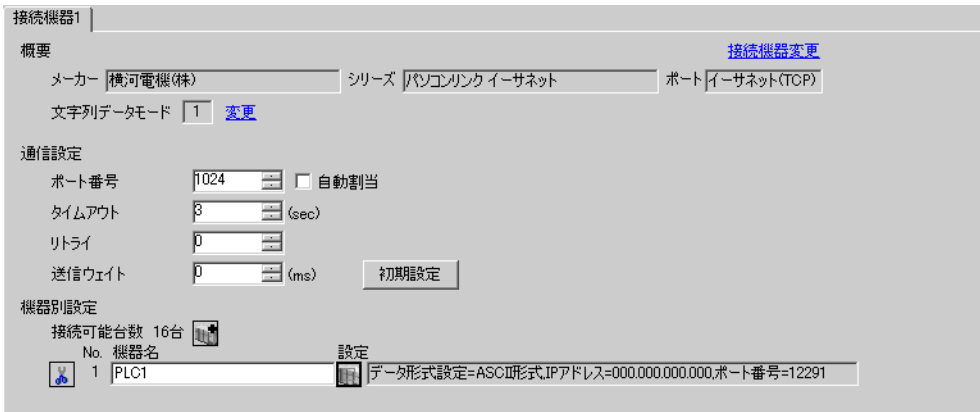 接続機器1
概要 接続機器変更
メーカー 横河電機(株) シリーズ パソコンリンク イーサネット ポート イーサネット(TCP)
文字列データモード 1 変更
通信設定
ポート番号 1024 自動割当
タイムアウト 3 (sec)
リトライ 0
送信ウェイト 0 (ms) 初期設定
機器別設定
接続可能台数 16台
No. 機器名 設定
1 PLC1 データ形式設定=ASCII形式,IPアドレス=000.000.000.000,ポート番号=12291